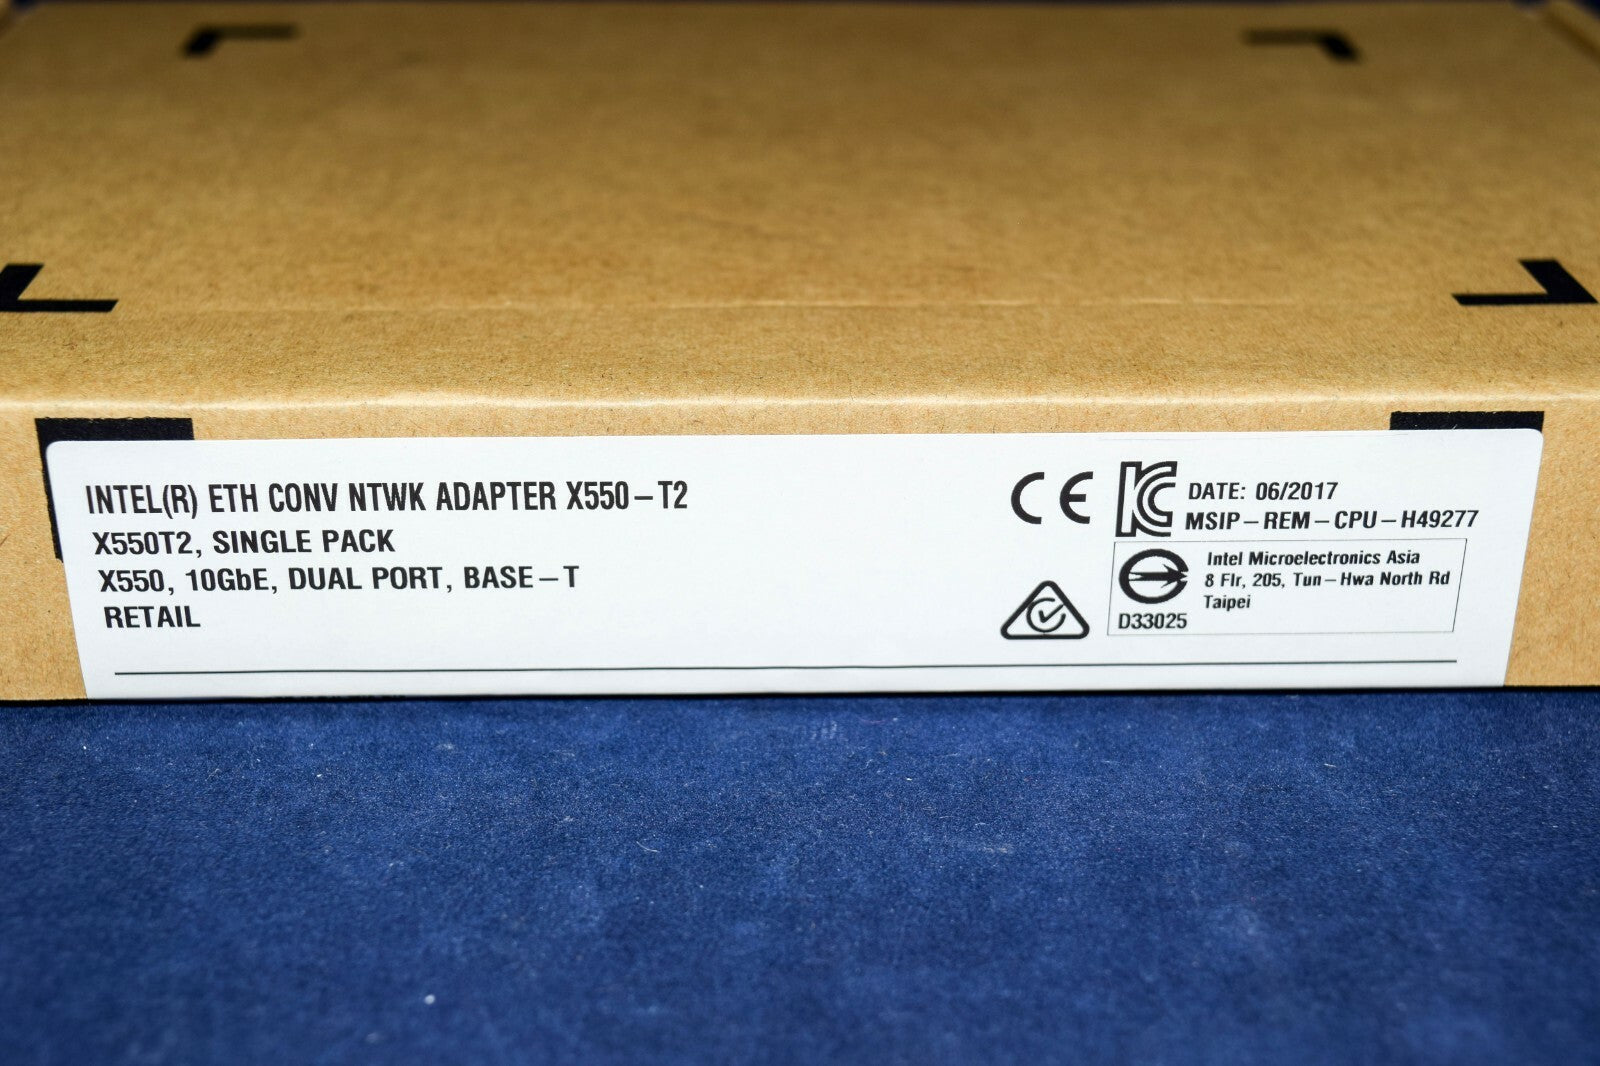 INTEL(R) ETH CONV NTWK ADAPTER X550-T2
X550T2, SINGLE PACK
X550, 10GbE, DUAL PORT, BASE-T
RETAIL
CE
KC
DATE: 06/2017
MSIP-REM-CPU-H49277
Intel Microelectronics Asia
8 Flr, 205, Tun-Hwa North Rd
Taipei
D33025